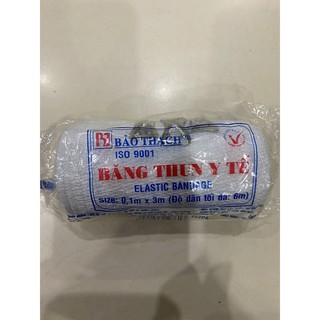 BẢO THẠCH
ISO 9001
BĂNG THUN Y TẾ
ELASTIC BANDAGE
SIZE: 0,1m x 3m (Độ dãn tối đa: 6m)